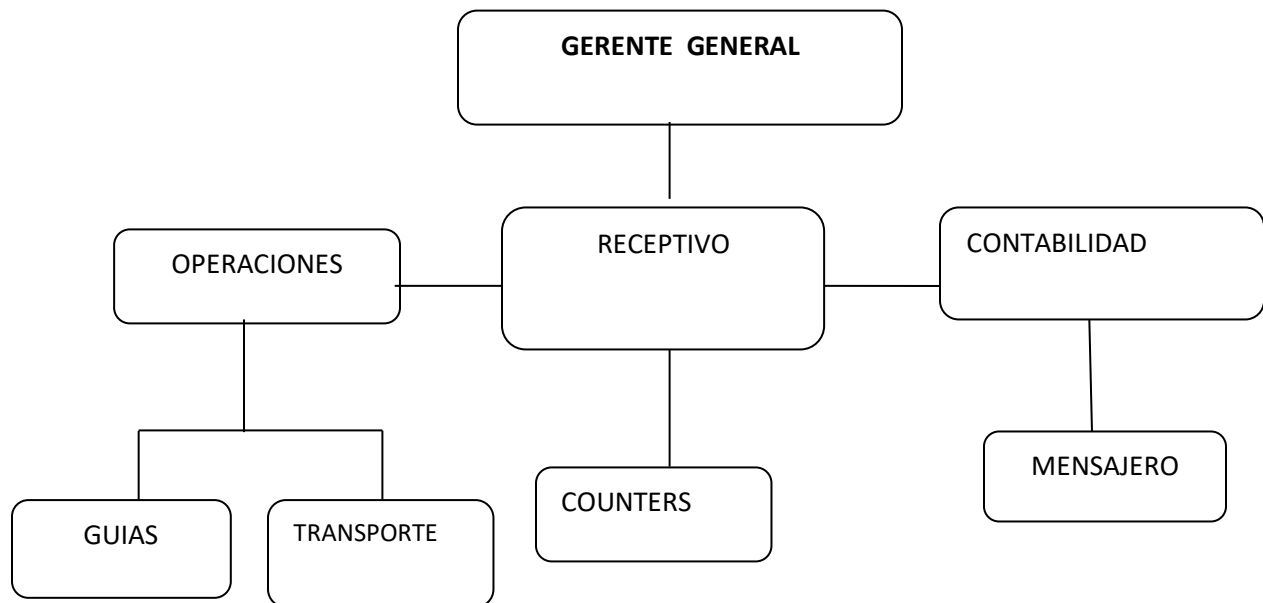 GERENTE GENERAL
OPERACIONES
RECEPTIVO
CONTABILIDAD
GUIAS
TRANSPORTE
COUNTERS
MENSAJERO